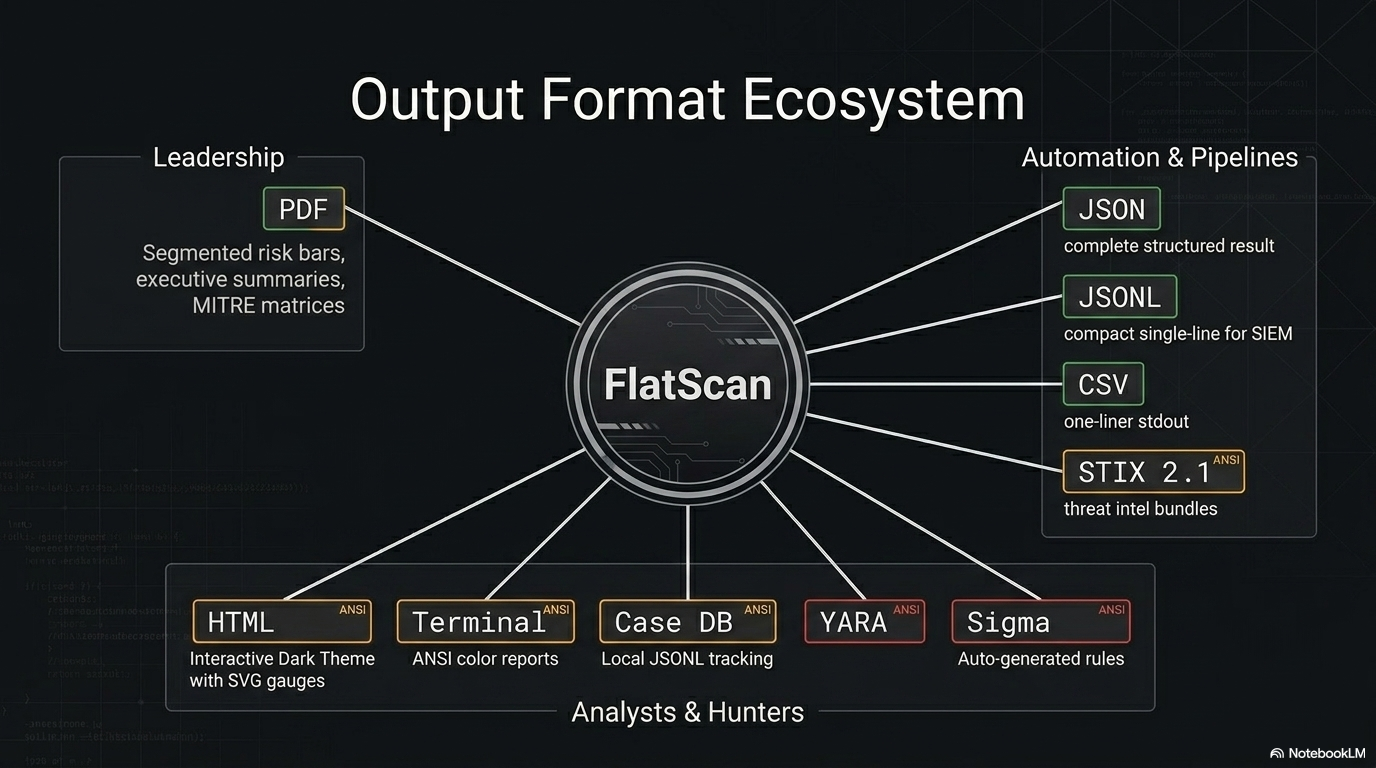 Output Format Ecosystem
Leadership
PDF
Segmented risk bars,
executive summaries,
MITRE matrices
Automation & Pipelines
JSON
complete structured result
JSONL
compact single-line for SIEM
CSV
one-liner stdout
STIX 2.1 ANSI
threat intel bundles
FlatScan
HTML ANSI
Interactive Dark Theme
with SVG gauges
Terminal ANSI
ANSI color reports
Case DB ANSI
Local JSONL tracking
YARA ANSI
Sigma ANSI
Auto-generated rules
Analysts & Hunters
NotebookLM